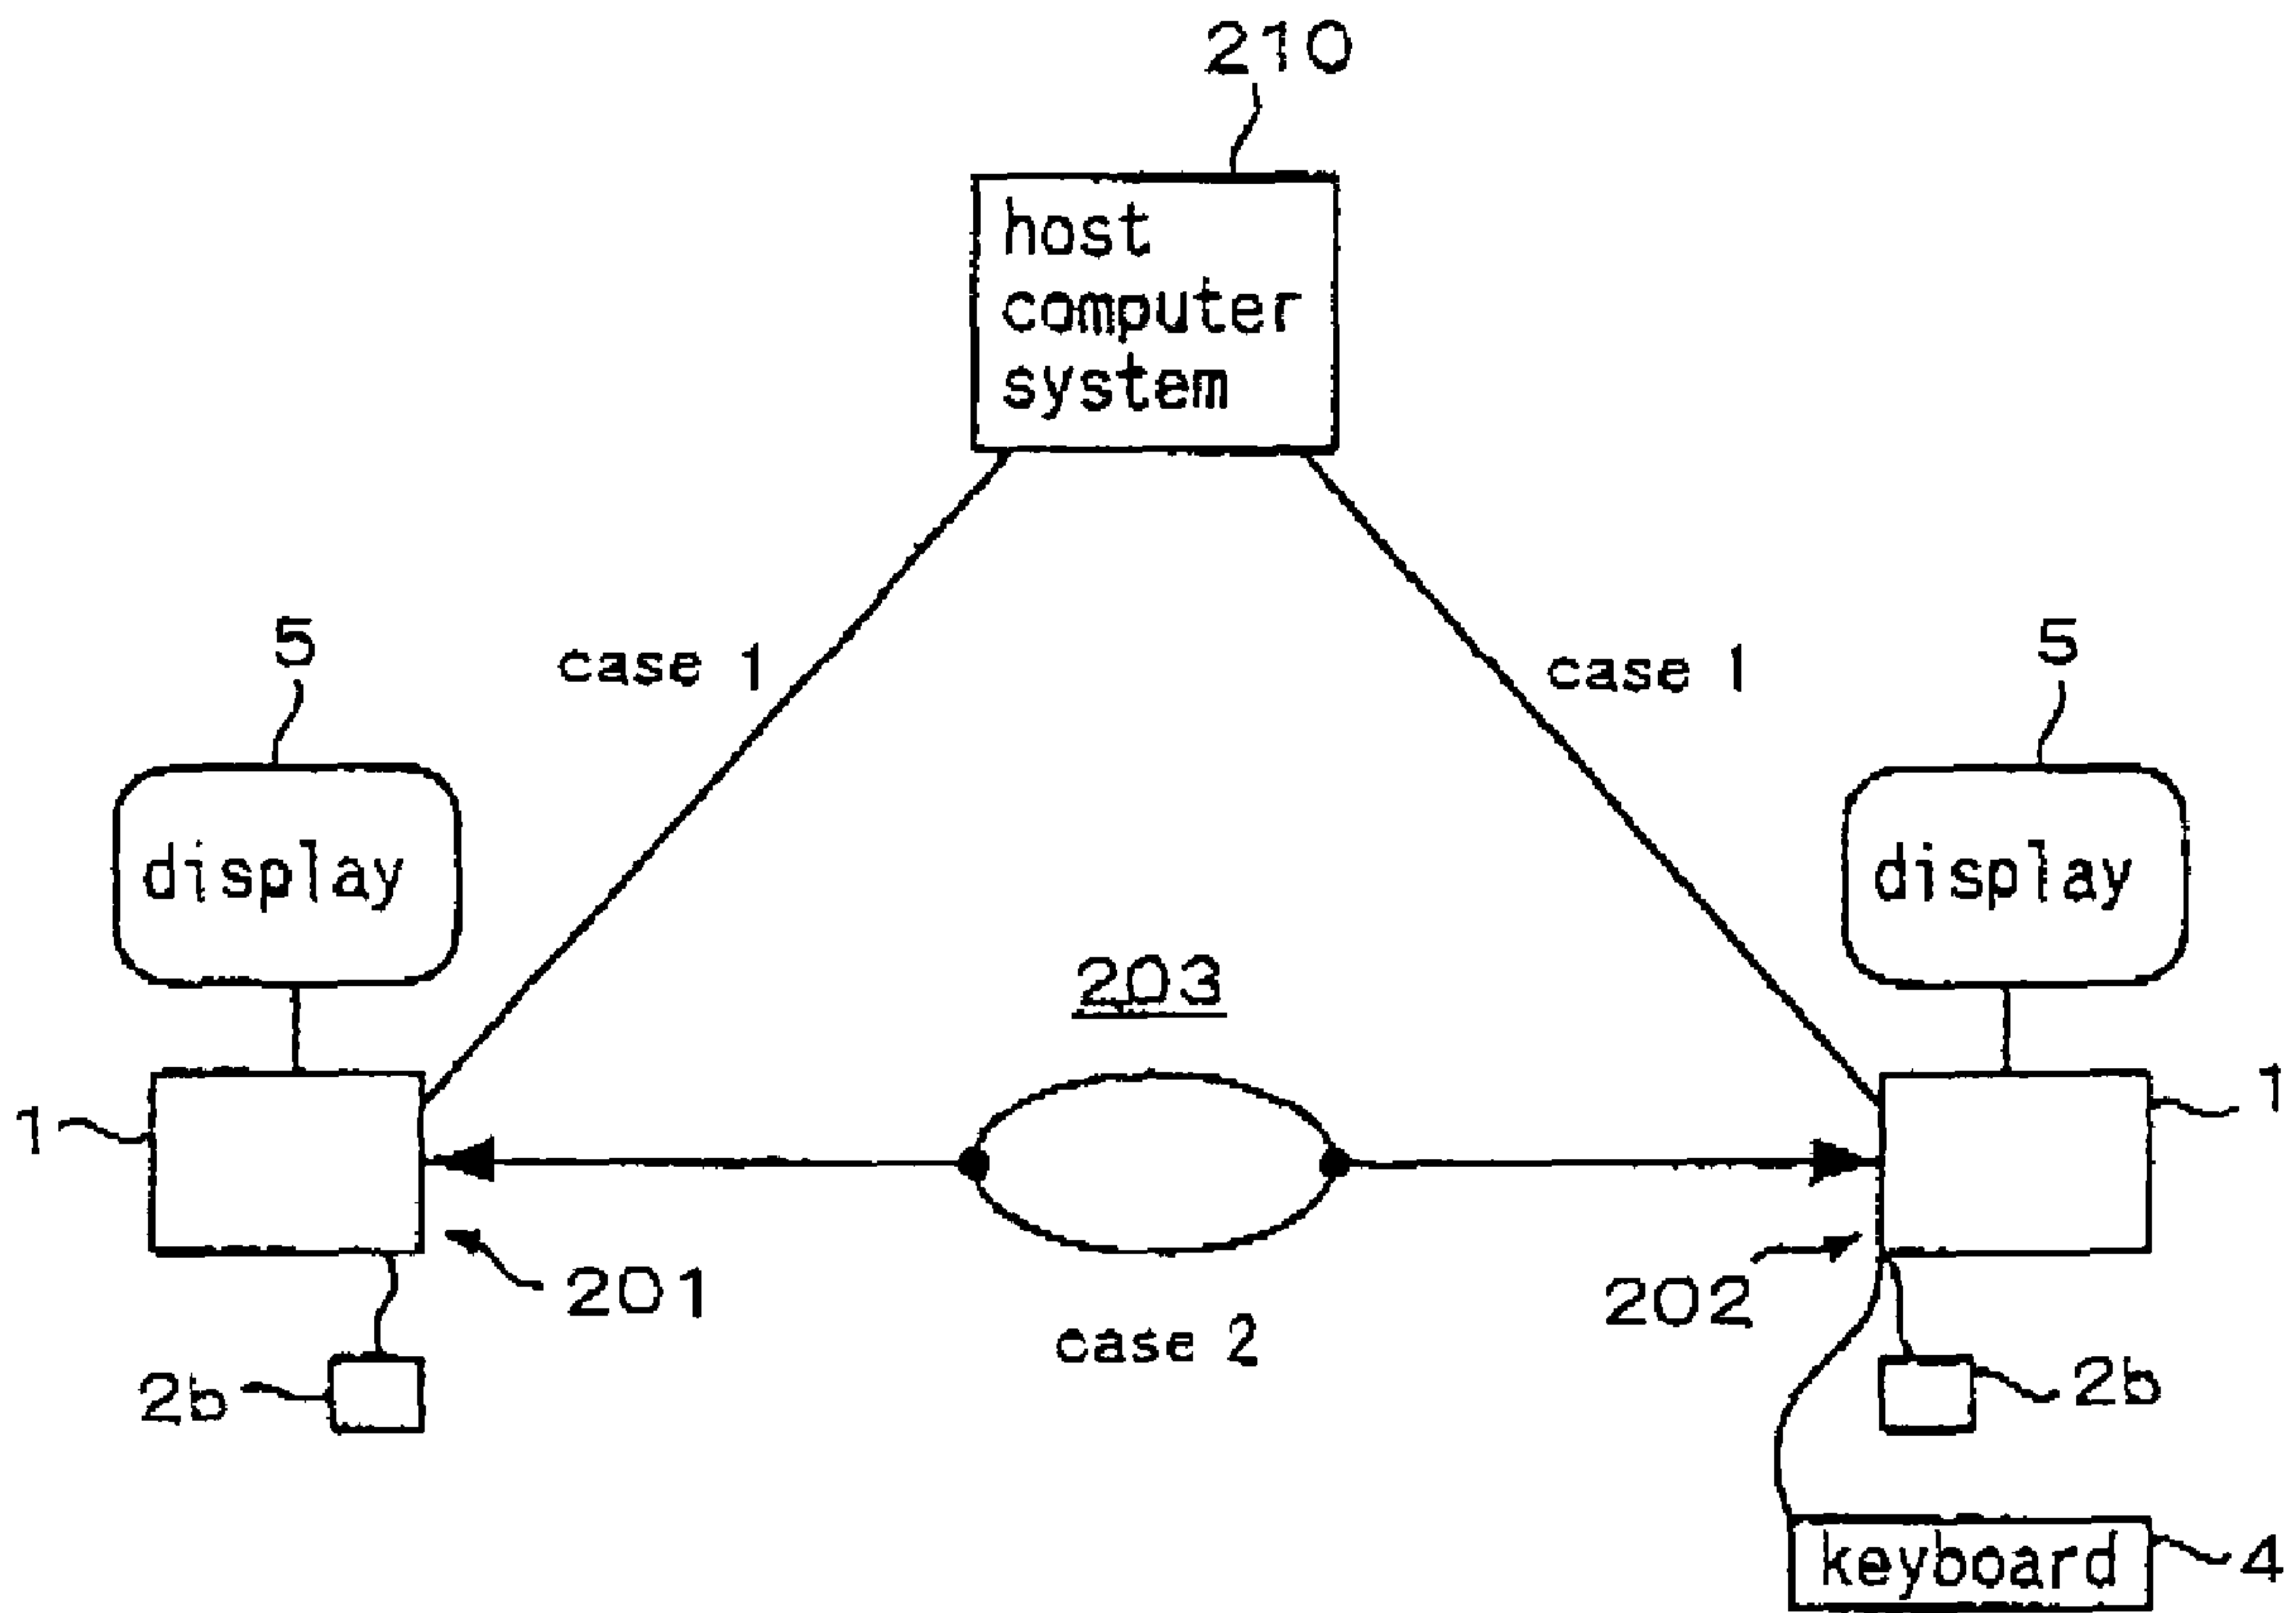 210
host
computer
system
5
case 1
case 1
5
display
display
203
1
1
201
202
case 2
2b
2b
keyboard
4